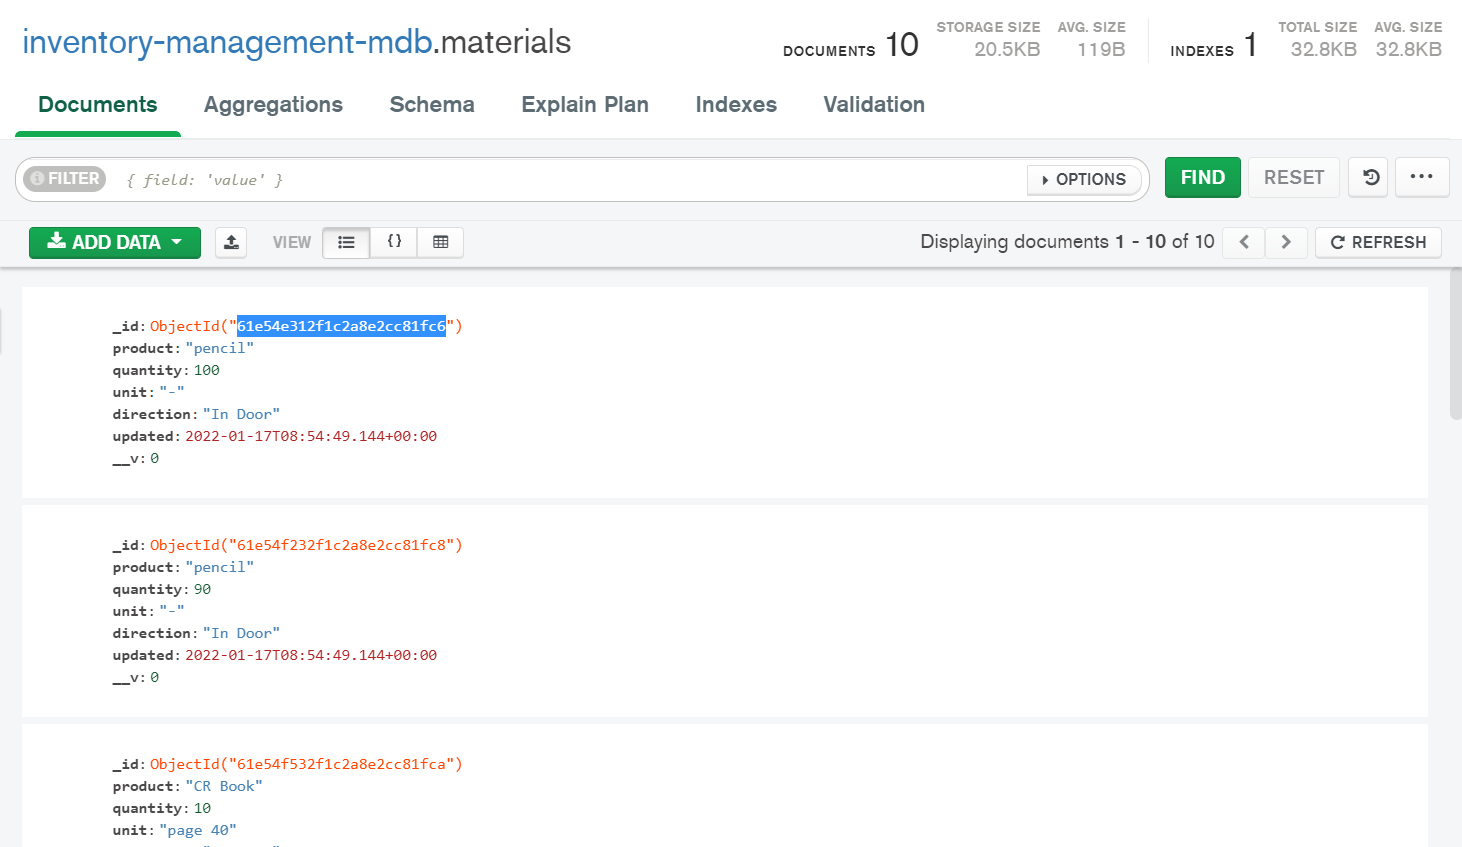 inventory-management-mdb.materials
DOCUMENTS 10
STORAGE SIZE
20.5KB
AVG. SIZE
119B
INDEXES 1
TOTAL SIZE
32.8KB
AVG. SIZE
32.8KB
Documents Aggregations Schema Explain Plan Indexes Validation
FILTER { field: 'value' } OPTIONS FIND RESET
ADD DATA VIEW {} Displaying documents 1 - 10 of 10 REFRESH
_id: ObjectId("61e54e312f1c2a8e2cc81fc6")
product: "pencil"
quantity: 100
unit: "-"
direction: "In Door"
updated: 2022-01-17T08:54:49.144+00:00
__v: 0
_id: ObjectId("61e54f232f1c2a8e2cc81fc8")
product: "pencil"
quantity: 90
unit: "-"
direction: "In Door"
updated: 2022-01-17T08:54:49.144+00:00
__v: 0
_id: ObjectId("61e54f532f1c2a8e2cc81fca")
product: "CR Book"
quantity: 10
unit: "page 40"